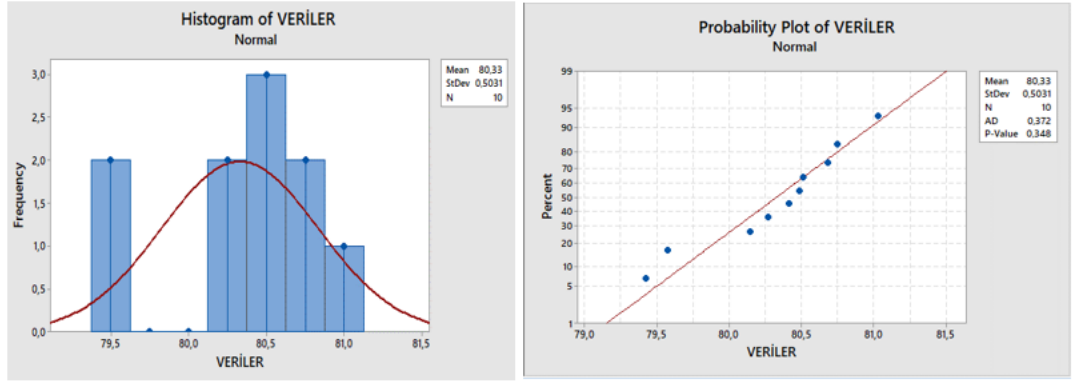 Histogram of VERİLER
Normal
Mean 80,33
StDev 0,5031
N 10
3,0
2,5
2,0
1,5
1,0
0,5
0,0
Frequency
79,5 80,0 80,5 81,0 81,5
VERİLER
Probability Plot of VERİLER
Normal
Mean 80,33
StDev 0,5031
N 10
AD 0,372
P-Value 0,348
99
95
90
80
70
60
50
40
30
20
10
5
1
Percent
79,0 79,5 80,0 80,5 81,0 81,5
VERİLER